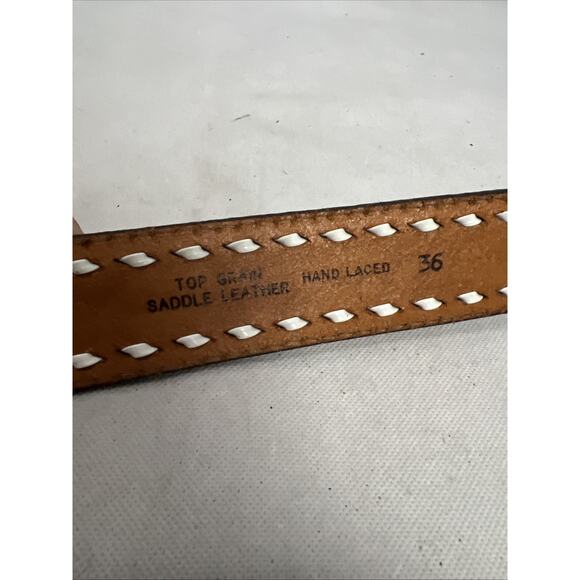 TOP GRAIN
SADDLE LEATHER
HAND LACED
36